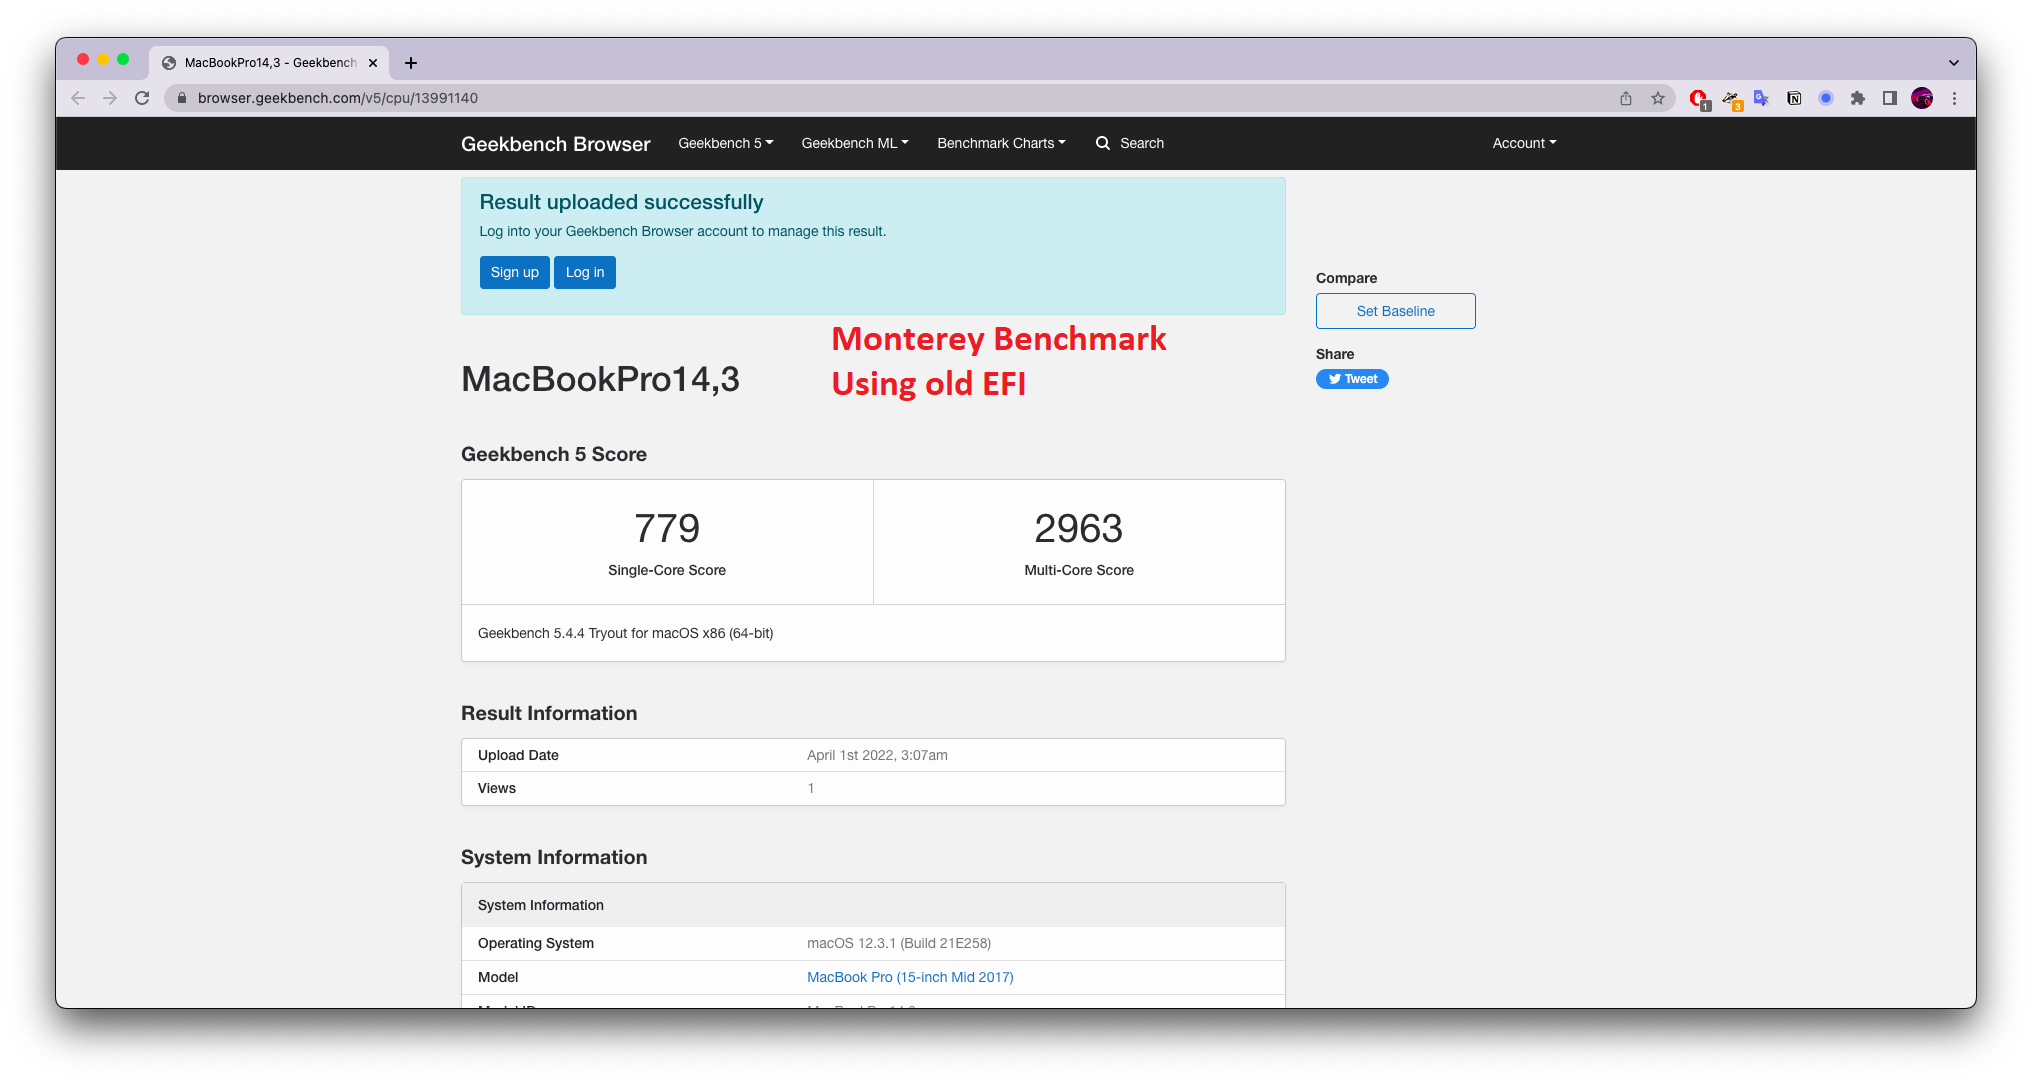 MacBookPro14,3 - Geekbench
browser.geekbench.com/v5/cpu/13991140
1
3
Geekbench Browser Geekbench 5 Geekbench ML Benchmark Charts Search Account
Result uploaded successfully
Log into your Geekbench Browser account to manage this result.
Sign up Log in
Compare
Set Baseline
Share
Tweet
Monterey Benchmark
Using old EFI
MacBookPro14,3
Geekbench 5 Score
779 2963
Single-Core Score Multi-Core Score
Geekbench 5.4.4 Tryout for macOS x86 (64-bit)
Result Information
Upload Date April 1st 2022, 3:07am
Views 1
System Information
System Information
Operating System macOS 12.3.1 (Build 21E258)
Model MacBook Pro (15-inch Mid 2017)